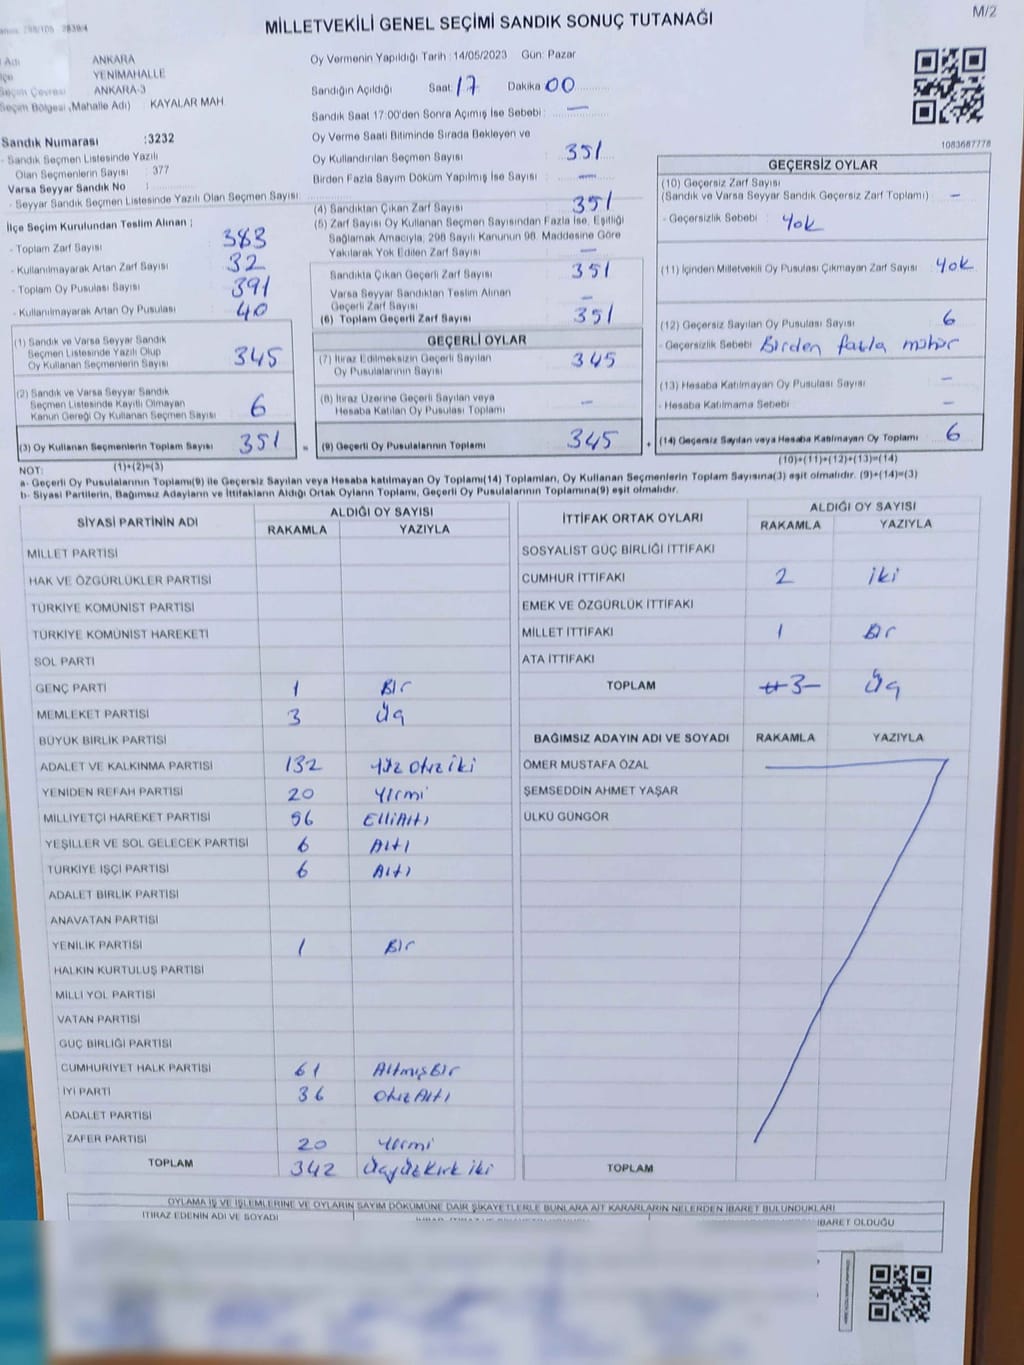 MİLLETVEKİLİ GENEL SEÇİMİ SANDIK SONUÇ TUTANAĞI
M/2
Adı ANKARA
YENİMAHALLE
Seçim Çevresi ANKARA-3
Seçim Bölgesi (Mahalle Adı) KAYALAR MAH.
Sandık Numarası :3232
- Sandık Seçmen Listesinde Yazılı
Olan Seçmenlerin Sayısı : 377
Varsa Seyyar Sandık No :
- Seyyar Sandık Seçmen Listesinde Yazılı Olan Seçmen Sayısı:
İlçe Seçim Kurulundan Teslim Alınan ;
- Toplam Zarf Sayısı 383
- Kullanılmayarak Artan Zarf Sayısı 32
- Toplam Oy Pusulası Sayısı 391
- Kullanılmayarak Artan Oy Pusulası 40
(1) Sandık ve Varsa Seyyar Sandık
Seçmen Listesinde Yazılı Olup
Oy Kullanan Seçmenlerin Sayısı 345
(2) Sandık ve Varsa Seyyar Sandık
Seçmen Listesinde Kayıtlı Olmayan
Kanun Gereği Oy Kullanan Seçmen Sayısı 6
(3) Oy Kullanan Seçmenlerin Toplam Sayısı 351 =
(1)+(2)=(3)
Oy Vermenin Yapıldığı Tarih : 14/05/2023 Gün: Pazar
Sandığın Açıldığı Saat: 17 Dakika 00
Sandık Saat 17:00'den Sonra Açılmış İse Sebebi : —
Oy Verme Saati Bitiminde Sırada Bekleyen ve
Oy Kullandırılan Seçmen Sayısı : 351
Birden Fazla Sayım Döküm Yapılmış İse Sayısı : —
(4) Sandıktan Çıkan Zarf Sayısı : 351
(5) Zarf Sayısı Oy Kullanan Seçmen Sayısından Fazla İse, Eşitliği
Sağlamak Amacıyla, 298 Sayılı Kanunun 98. Maddesine Göre
Yakılarak Yok Edilen Zarf Sayısı : —
Sandıkta Çıkan Geçerli Zarf Sayısı : 351
Varsa Seyyar Sandıktan Teslim Alınan
Geçerli Zarf Sayısı : —
(6) Toplam Geçerli Zarf Sayısı : 351
GEÇERLİ OYLAR
(7) İtiraz Edilmeksizin Geçerli Sayılan
Oy Pusulalarının Sayısı : 345
(8) İtiraz Üzerine Geçerli Sayılan veya
Hesaba Katılan Oy Pusulası Toplamı : —
(9) Geçerli Oy Pusulalarının Toplamı : 345 +
1083687778
GEÇERSİZ OYLAR
(10) Geçersiz Zarf Sayısı
(Sandık ve Varsa Seyyar Sandık Geçersiz Zarf Toplamı) : —
- Geçersizlik Sebebi : Yok
(11) İçinden Milletvekili Oy Pusulası Çıkmayan Zarf Sayısı : Yok
(12) Geçersiz Sayılan Oy Pusulası Sayısı : 6
- Geçersizlik Sebebi : Birden fazla mühür
(13) Hesaba Katılmayan Oy Pusulası Sayısı : —
- Hesaba Katılmama Sebebi : —
(14) Geçersiz Sayılan veya Hesaba Katılmayan Oy Toplamı : 6
(10)+(11)+(12)+(13)=(14)
NOT:
a- Geçerli Oy Pusulalarının Toplamı(9) ile Geçersiz Sayılan veya Hesaba katılmayan Oy Toplamı(14) Toplamları, Oy Kullanan Seçmenlerin Toplam Sayısına(3) eşit olmalıdır. (9)+(14)=(3)
b- Siyasi Partilerin, Bağımsız Adayların ve İttifakların Aldığı Ortak Oyların Toplamı, Geçerli Oy Pusulalarının Toplamına(9) eşit olmalıdır.
SİYASİ PARTİNİN ADI ALDIĞI OY SAYISI
RAKAMLA YAZIYLA
MİLLET PARTİSİ
HAK VE ÖZGÜRLÜKLER PARTİSİ
TÜRKİYE KOMÜNİST PARTİSİ
TÜRKİYE KOMÜNİST HAREKETİ
SOL PARTİ
GENÇ PARTİ 1 Bir
MEMLEKET PARTİSİ 3 Üç
BÜYÜK BİRLİK PARTİSİ
ADALET VE KALKINMA PARTİSİ 132 Yüz Otuz iki
YENİDEN REFAH PARTİSİ 20 Yirmi
MİLLİYETÇİ HAREKET PARTİSİ 56 Elli Altı
YEŞİLLER VE SOL GELECEK PARTİSİ 6 Altı
TÜRKİYE İŞÇİ PARTİSİ 6 Altı
ADALET BİRLİK PARTİSİ
ANAVATAN PARTİSİ
YENİLİK PARTİSİ 1 Bir
HALKIN KURTULUŞ PARTİSİ
MİLLİ YOL PARTİSİ
VATAN PARTİSİ
GÜÇ BİRLİĞİ PARTİSİ
CUMHURİYET HALK PARTİSİ 61 Altmış Bir
İYİ PARTİ 36 Otuz Altı
ADALET PARTİSİ
ZAFER PARTİSİ 20 Yirmi
TOPLAM 342 Üçyüz Kırk iki
İTTİFAK ORTAK OYLARI ALDIĞI OY SAYISI
RAKAMLA YAZIYLA
SOSYALİST GÜÇ BİRLİĞİ İTTİFAKI
CUMHUR İTTİFAKI 2 iki
EMEK VE ÖZGÜRLÜK İTTİFAKI
MİLLET İTTİFAKI 1 Bir
ATA İTTİFAKI
TOPLAM 3 Üç
BAĞIMSIZ ADAYIN ADI VE SOYADI RAKAMLA YAZIYLA
ÖMER MUSTAFA ÖZAL
ŞEMSEDDİN AHMET YAŞAR
ÜLKÜ GÜNGÖR
TOPLAM
OYLAMA İŞ VE İŞLEMLERİNE VE OYLARIN SAYIM DÖKÜMÜNE DAİR ŞİKAYETLERLE BUNLARA AİT KARARLARIN NELERDEN İBARET BULUNDUKLARI
İTİRAZ EDENİN ADI VE SOYADI
İBARET OLDUĞU